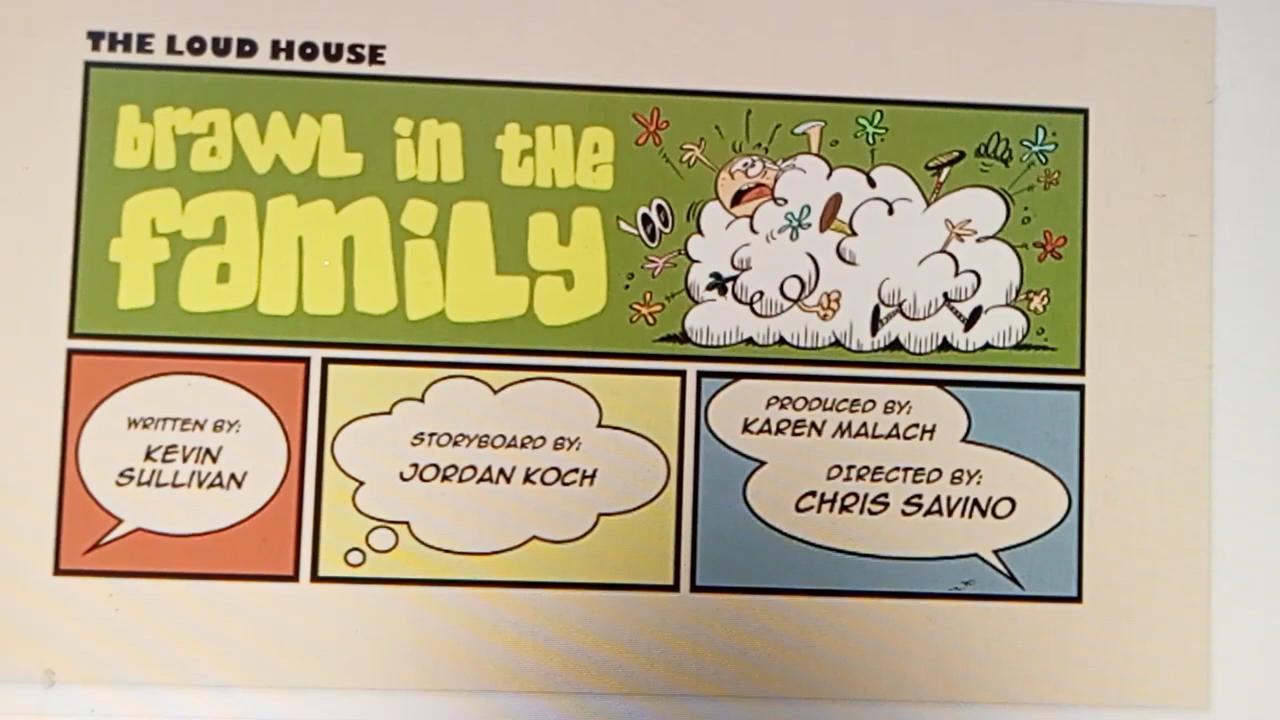 THE LOUD HOUSE
brawl in the
family
WRITTEN BY:
KEVIN
SULLIVAN
STORYBOARD BY:
JORDAN KOCH
PRODUCED BY:
KAREN MALACH
DIRECTED BY:
CHRIS SAVINO